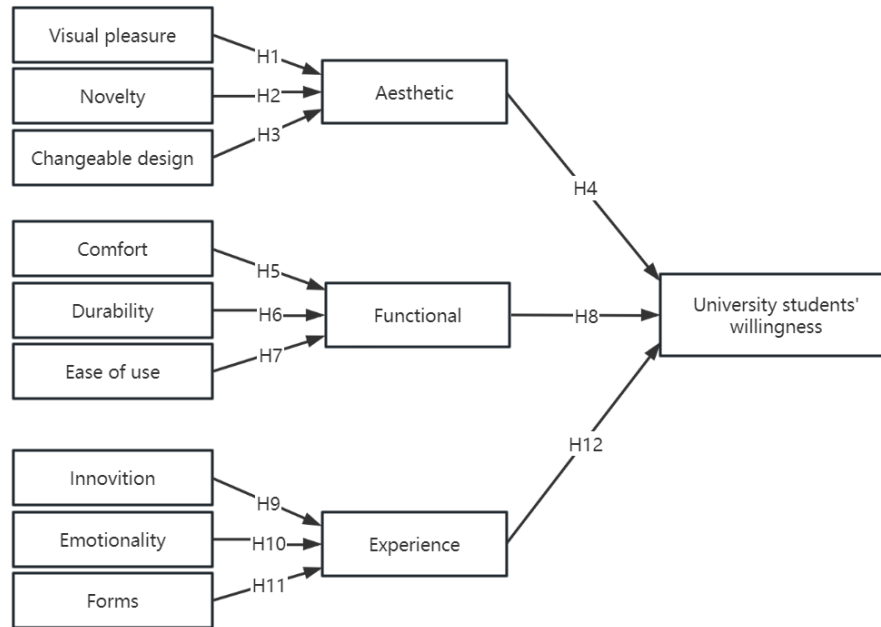 Visual pleasure
H1
Novelty
H2
Aesthetic
Changeable design
H3
H4
Comfort
H5
Durability
H6
Functional
H8
University students'
willingness
Ease of use
H7
Innovition
H9
H12
Emotionality
H10
Experience
Forms
H11